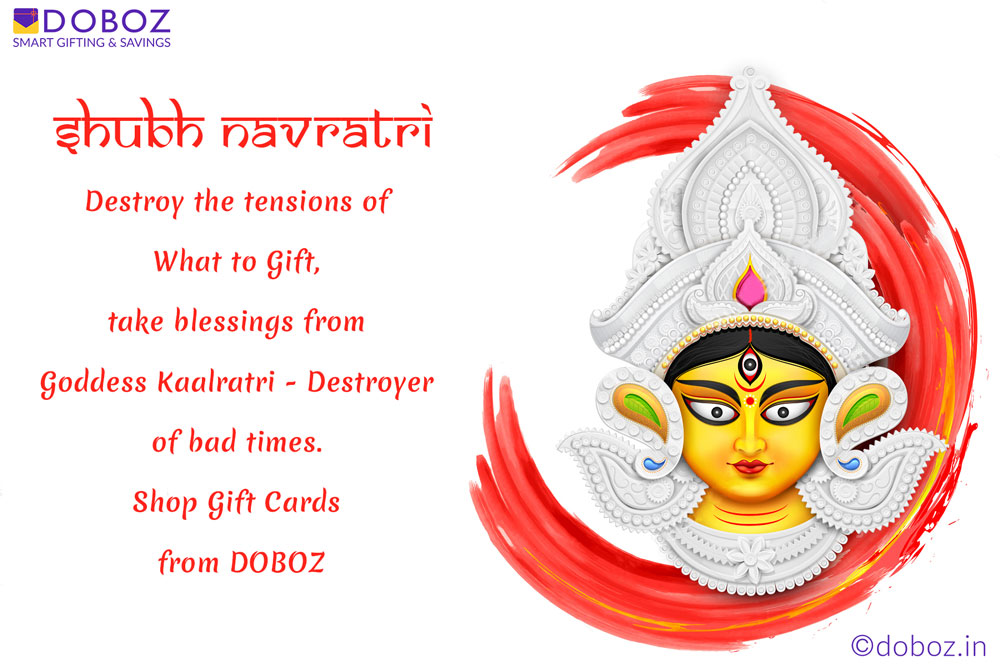 DOBOZ
SMART GIFTING & SAVINGS
Shubh Navratri
Destroy the tensions of
What to Gift,
take blessings from
Goddess Kaalratri - Destroyer
of bad times.
Shop Gift Cards
from DOBOZ
©doboz.in